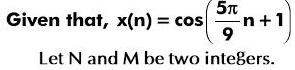 Given that, x(n) = cos(5π/9 n + 1)
Let N and M be two integers.